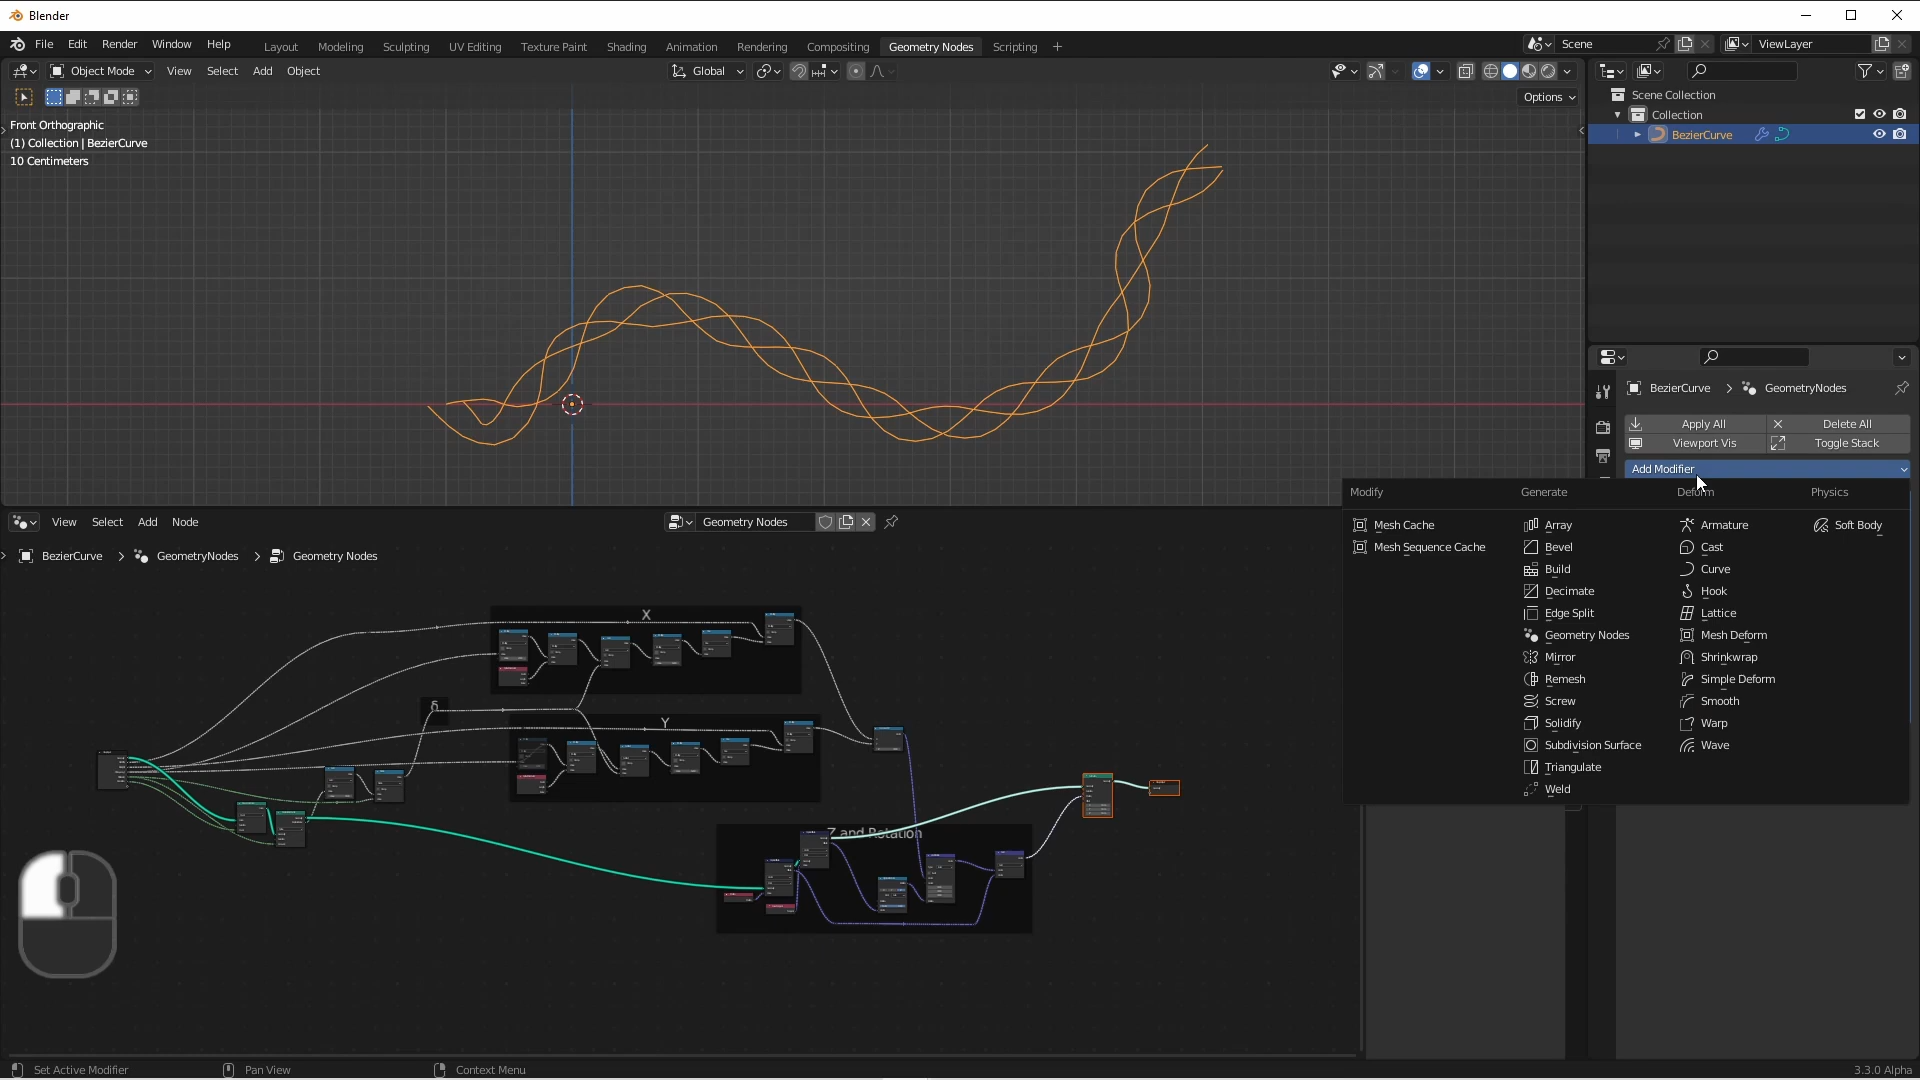 Blender
File Edit Render Window Help Layout Modeling Sculpting UV Editing Texture Paint Shading Animation Rendering Compositing Geometry Nodes Scripting + Scene ViewLayer
Object Mode View Select Add Object Global
Options
Front Orthographic
(1) Collection | BezierCurve
10 Centimeters
Scene Collection
Collection
BezierCurve
BezierCurve > GeometryNodes
Apply All Delete All
Viewport Vis Toggle Stack
Add Modifier
Modify Generate Deform Physics
Mesh Cache Array Armature Soft Body
Mesh Sequence Cache Bevel Cast
Build Curve
Decimate Hook
Edge Split Lattice
Geometry Nodes Mesh Deform
Mirror Shrinkwrap
Remesh Simple Deform
Screw Smooth
Solidify Warp
Subdivision Surface Wave
Triangulate
Weld
View Select Add Node Geometry Nodes
BezierCurve > GeometryNodes > Geometry Nodes
X
δ
Y
Z and Rotation
Set Active Modifier Pan View Context Menu 3.3.0 Alpha